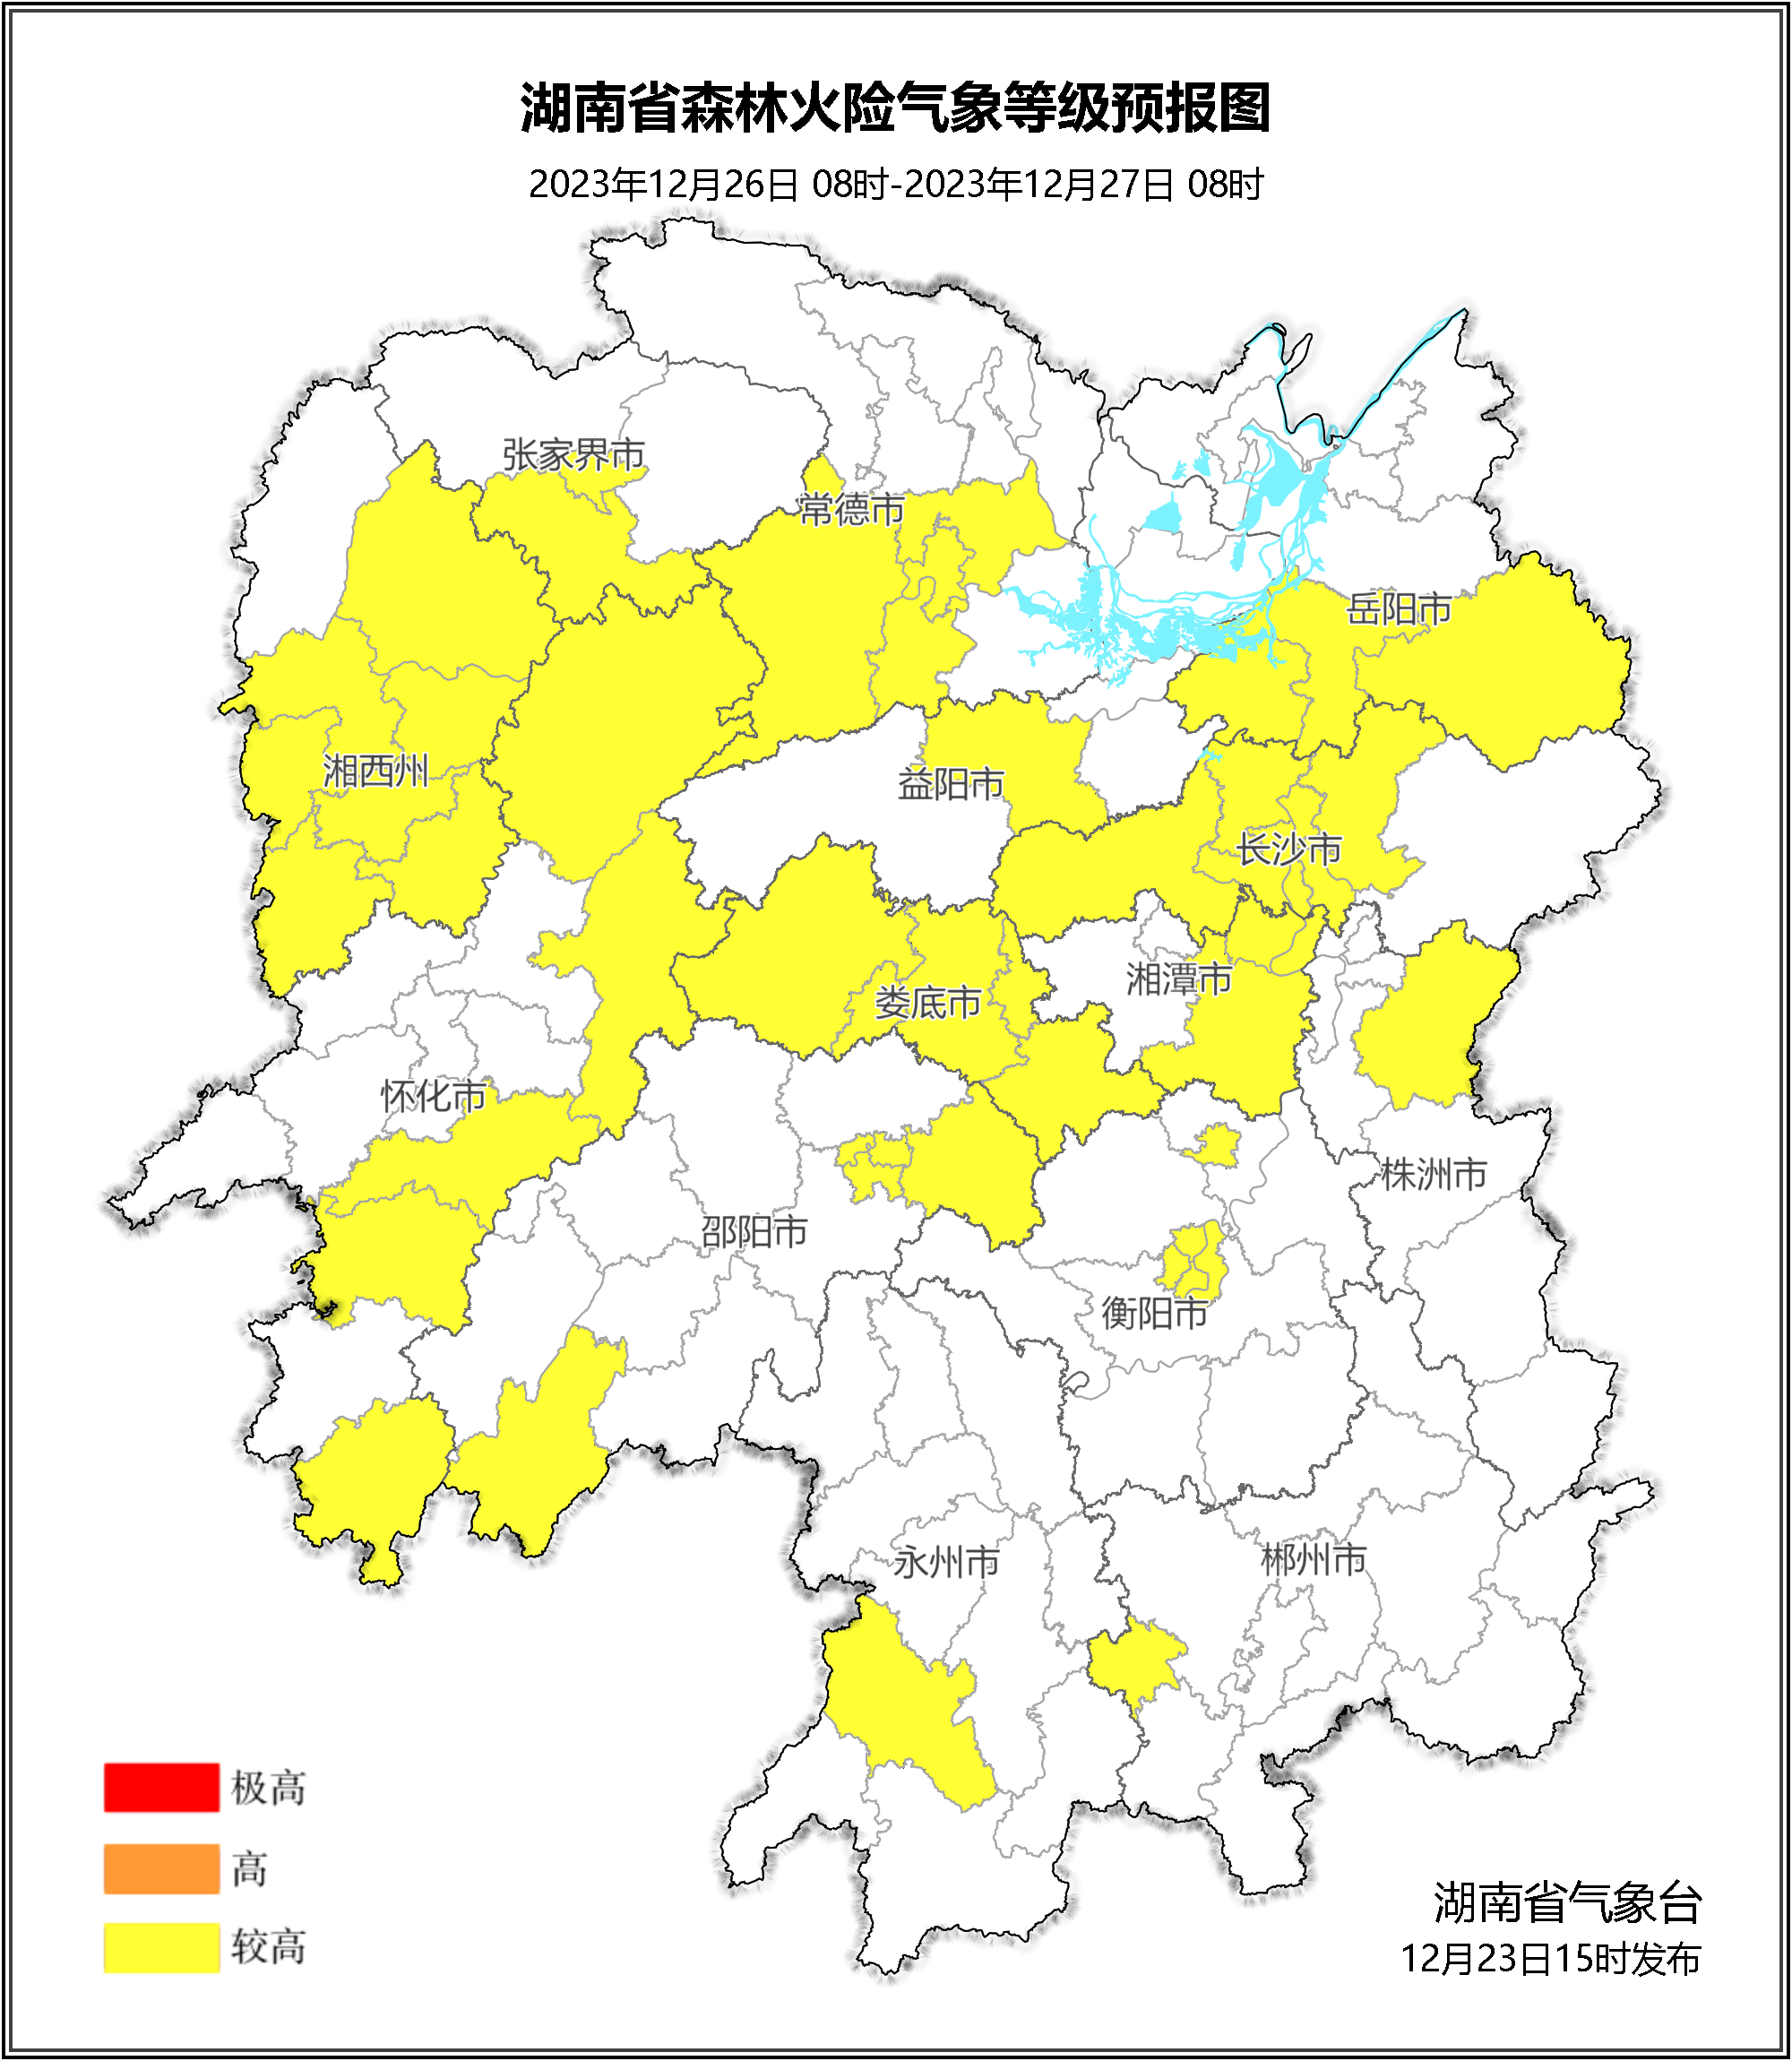 湖南省森林火险气象等级预报图
2023年12月26日 08时-2023年12月27日 08时
张家界市
常德市
岳阳市
湘西州
益阳市
长沙市
湘潭市
娄底市
怀化市
株洲市
邵阳市
衡阳市
永州市
郴州市
极高
高
较高
湖南省气象台
12月23日15时发布